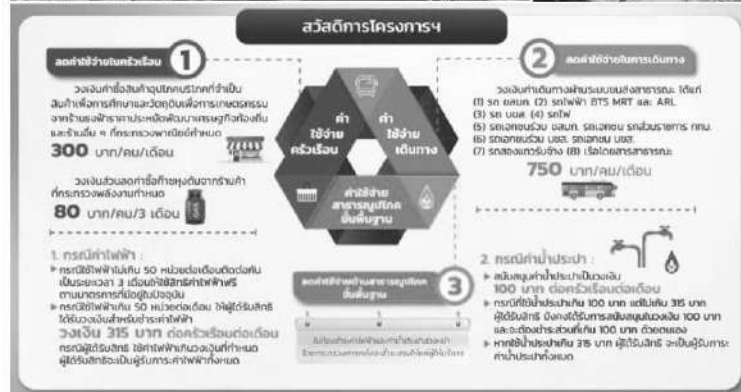 สวัสดิการโครงการฯ
ลดค่าใช้จ่ายในครัวเรือน
1
วงเงินค่าซื้อสินค้าอุปโภคบริโภคที่จำเป็น
สินค้าเพื่อการศึกษาและวัตถุดิบเพื่อการเกษตรกรรม
จากร้านธงฟ้าราคาประหยัดพัฒนาเศรษฐกิจท้องถิ่น
และร้านอื่น ๆ ที่กระทรวงพาณิชย์กำหนด
300 บาท/คน/เดือน
วงเงินส่วนลดค่าซื้อก๊าซหุงต้มจากร้านค้า
ที่กระทรวงพลังงานกำหนด
80 บาท/คน/3 เดือน
ค่า
ใช้จ่าย
ครัวเรือน
ค่า
ใช้จ่าย
เดินทาง
ค่าใช้จ่าย
สาธารณูปโภค
ขั้นพื้นฐาน
2
ลดค่าใช้จ่ายในการเดินทาง
วงเงินค่าเดินทางผ่านระบบขนส่งสาธารณะ ได้แก่
(1) รถ ขสมก. (2) รถไฟฟ้า BTS MRT และ ARL
(3) รถ บขส. (4) รถไฟ
(5) รถเอกชนร่วม ขสมก. รถเอกชน รถส่วนราชการ กทม.
(6) รถเอกชนร่วม บขส. รถเอกชน บขส.
(7) รถสองแถวรับจ้าง (8) เรือโดยสารสาธารณะ
750 บาท/คน/เดือน
ลดค่าใช้จ่ายด้านสาธารณูปโภค
ขั้นพื้นฐาน
3
1. กรณีค่าไฟฟ้า :
กรณีใช้ไฟฟ้าไม่เกิน 50 หน่วยต่อเดือนติดต่อกัน
เป็นระยะเวลา 3 เดือนให้ใช้สิทธิค่าไฟฟ้าฟรี
ตามมาตรการที่มีอยู่ในปัจจุบัน
กรณีใช้ไฟฟ้าเกิน 50 หน่วยต่อเดือน ให้ผู้ได้รับสิทธิ
ได้รับวงเงินสำหรับชำระค่าไฟฟ้า
วงเงิน 315 บาท ต่อครัวเรือนต่อเดือน
กรณีผู้ได้รับสิทธิ ใช้ค่าไฟฟ้าเกินวงเงินที่กำหนด
ผู้ได้รับสิทธิจะเป็นผู้รับภาระค่าไฟฟ้าทั้งหมด
2. กรณีค่าน้ำประปา :
สนับสนุนค่าน้ำประปาเป็นวงเงิน
100 บาท ต่อครัวเรือนต่อเดือน
กรณีที่ใช้น้ำประปาเกิน 100 บาท แต่ไม่เกิน 315 บาท
ผู้ได้รับสิทธิ ยังคงได้รับการสนับสนุนในวงเงิน 100 บาท
และจะต้องชำระส่วนที่เกิน 100 บาท ด้วยตนเอง
หากใช้น้ำประปาเกิน 315 บาท ผู้ได้รับสิทธิ จะเป็นผู้รับภาระ
ค่าน้ำประปาทั้งหมด